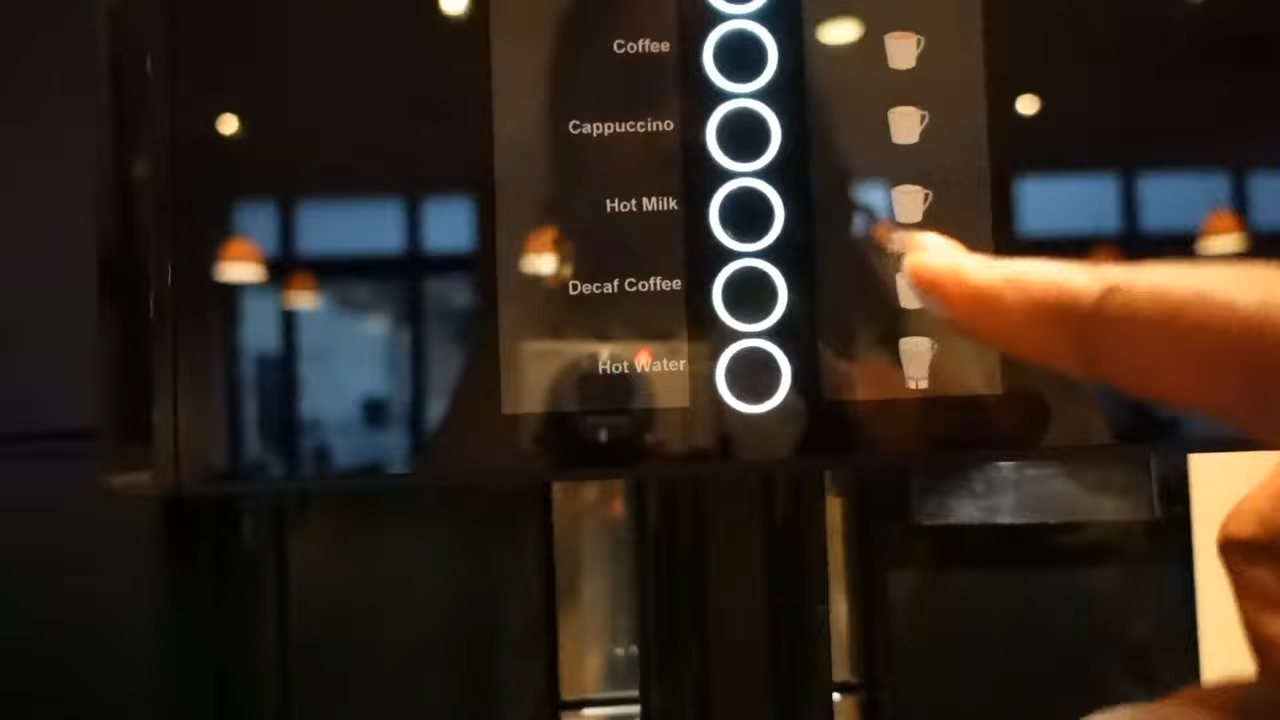 Coffee
Cappuccino
Hot Milk
Decaf Coffee
Hot Water